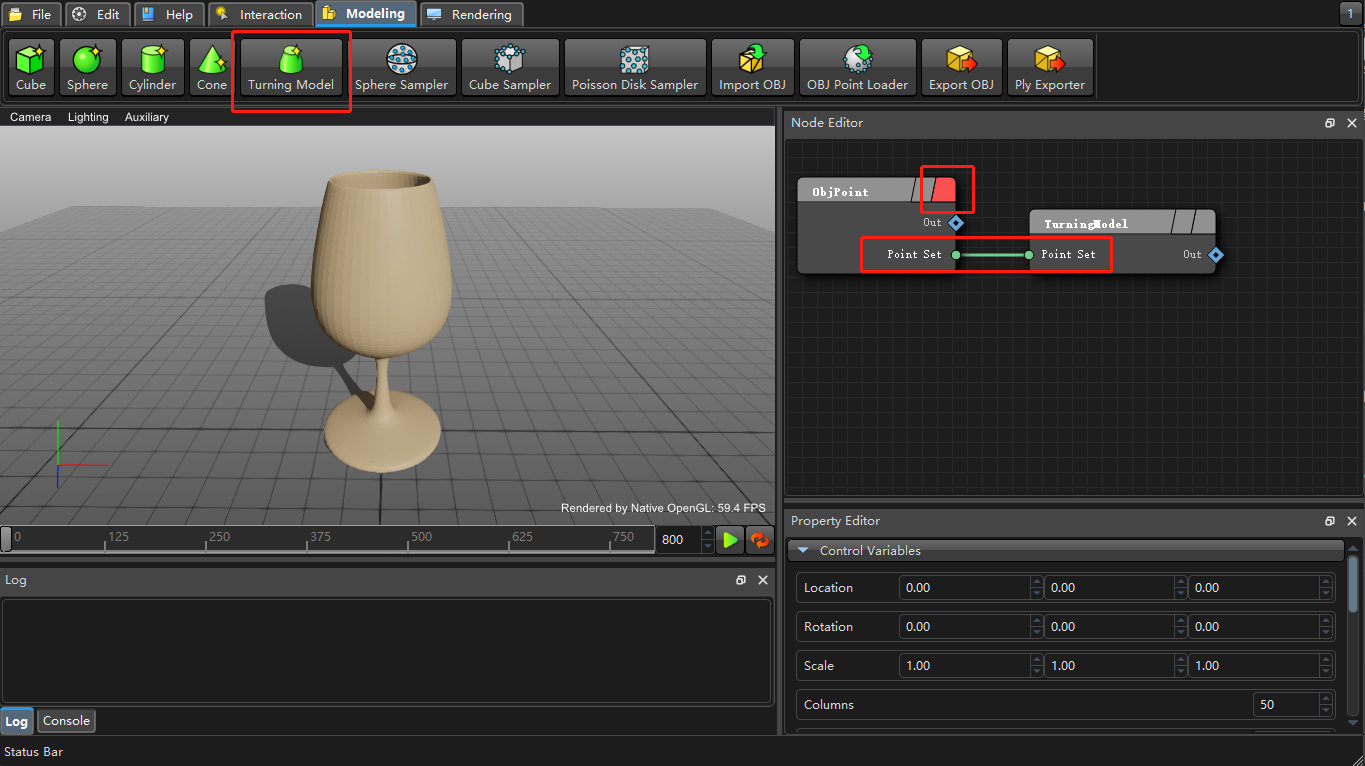 File Edit Help Interaction Modeling Rendering 1
Cube Sphere Cylinder Cone Turning Model Sphere Sampler Cube Sampler Poisson Disk Sampler Import OBJ OBJ Point Loader Export OBJ Ply Exporter
Camera Lighting Auxiliary
Rendered by Native OpenGL: 59.4 FPS
0 125 250 375 500 625 750 800
Log
Log Console
Status Bar
Node Editor
ObjPoint
Out
Point Set
TurningModel
Point Set Out
Property Editor
Control Variables
Location 0.00 0.00 0.00
Rotation 0.00 0.00 0.00
Scale 1.00 1.00 1.00
Columns 50